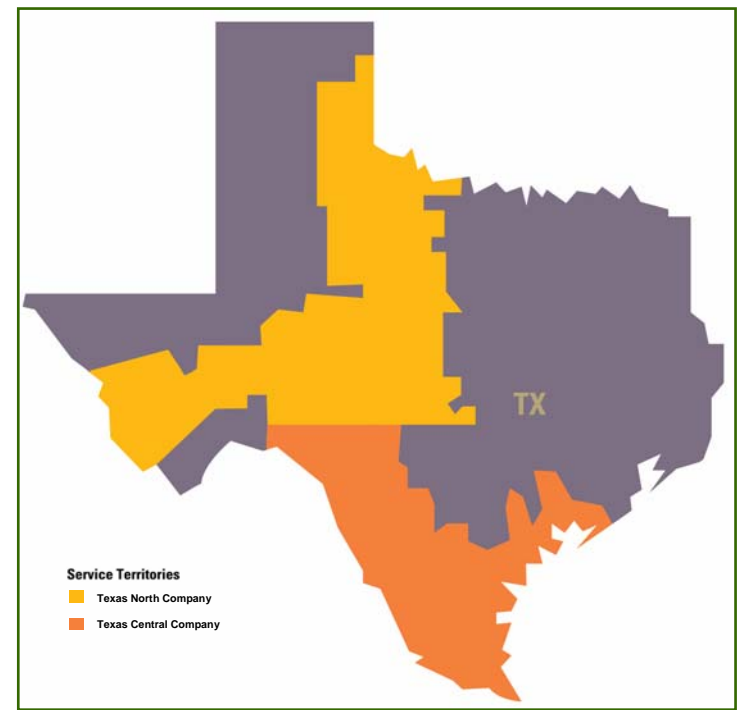 TX
Service Territories
Texas North Company
Texas Central Company